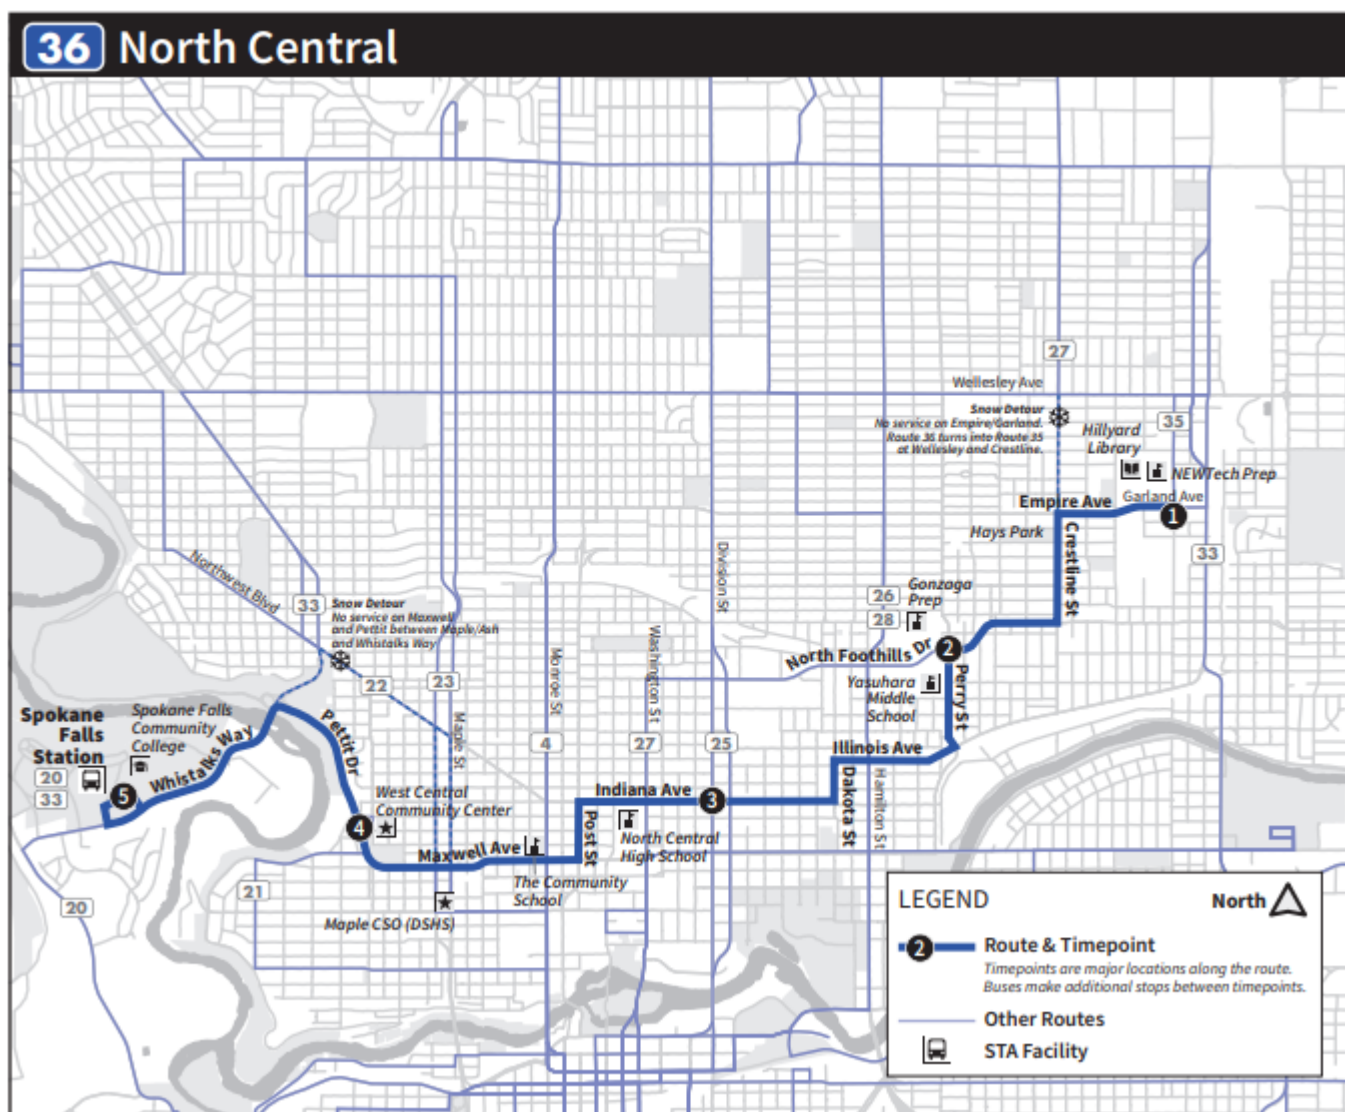 36 North Central
27
Wellesley Ave
Snow Detour
No service on Empire/Garland.
Route 36 turns into Route 35
at Wellesley and Crestline.
Hillyard
Library
35
NEWTech Prep
Empire Ave
Garland Ave
1
Hays Park
Crestline St
33
Division St
Northwest Blvd
33
Snow Detour
No service on Maxwell
and Pettit between Maple/Ash
and Whistalks Way
26
28
Gonzaga
Prep
North Foothills Dr
2
Yasuhara
Middle
School
Perry St
Washington St
Monroe St
22
23
Maple St
Spokane
Falls
Station
20
33
Spokane Falls
Community
College
Whistalks Way
5
Pettit Dr
4
27
25
Illinois Ave
West Central
Community Center
4
Indiana Ave
3
Dakota St
Hamilton St
Post St
North Central
High School
Maxwell Ave
The Community
School
21
20
Maple CSO (DSHS)
LEGEND
North
2
Route & Timepoint
Timepoints are major locations along the route.
Buses make additional stops between timepoints.
Other Routes
STA Facility